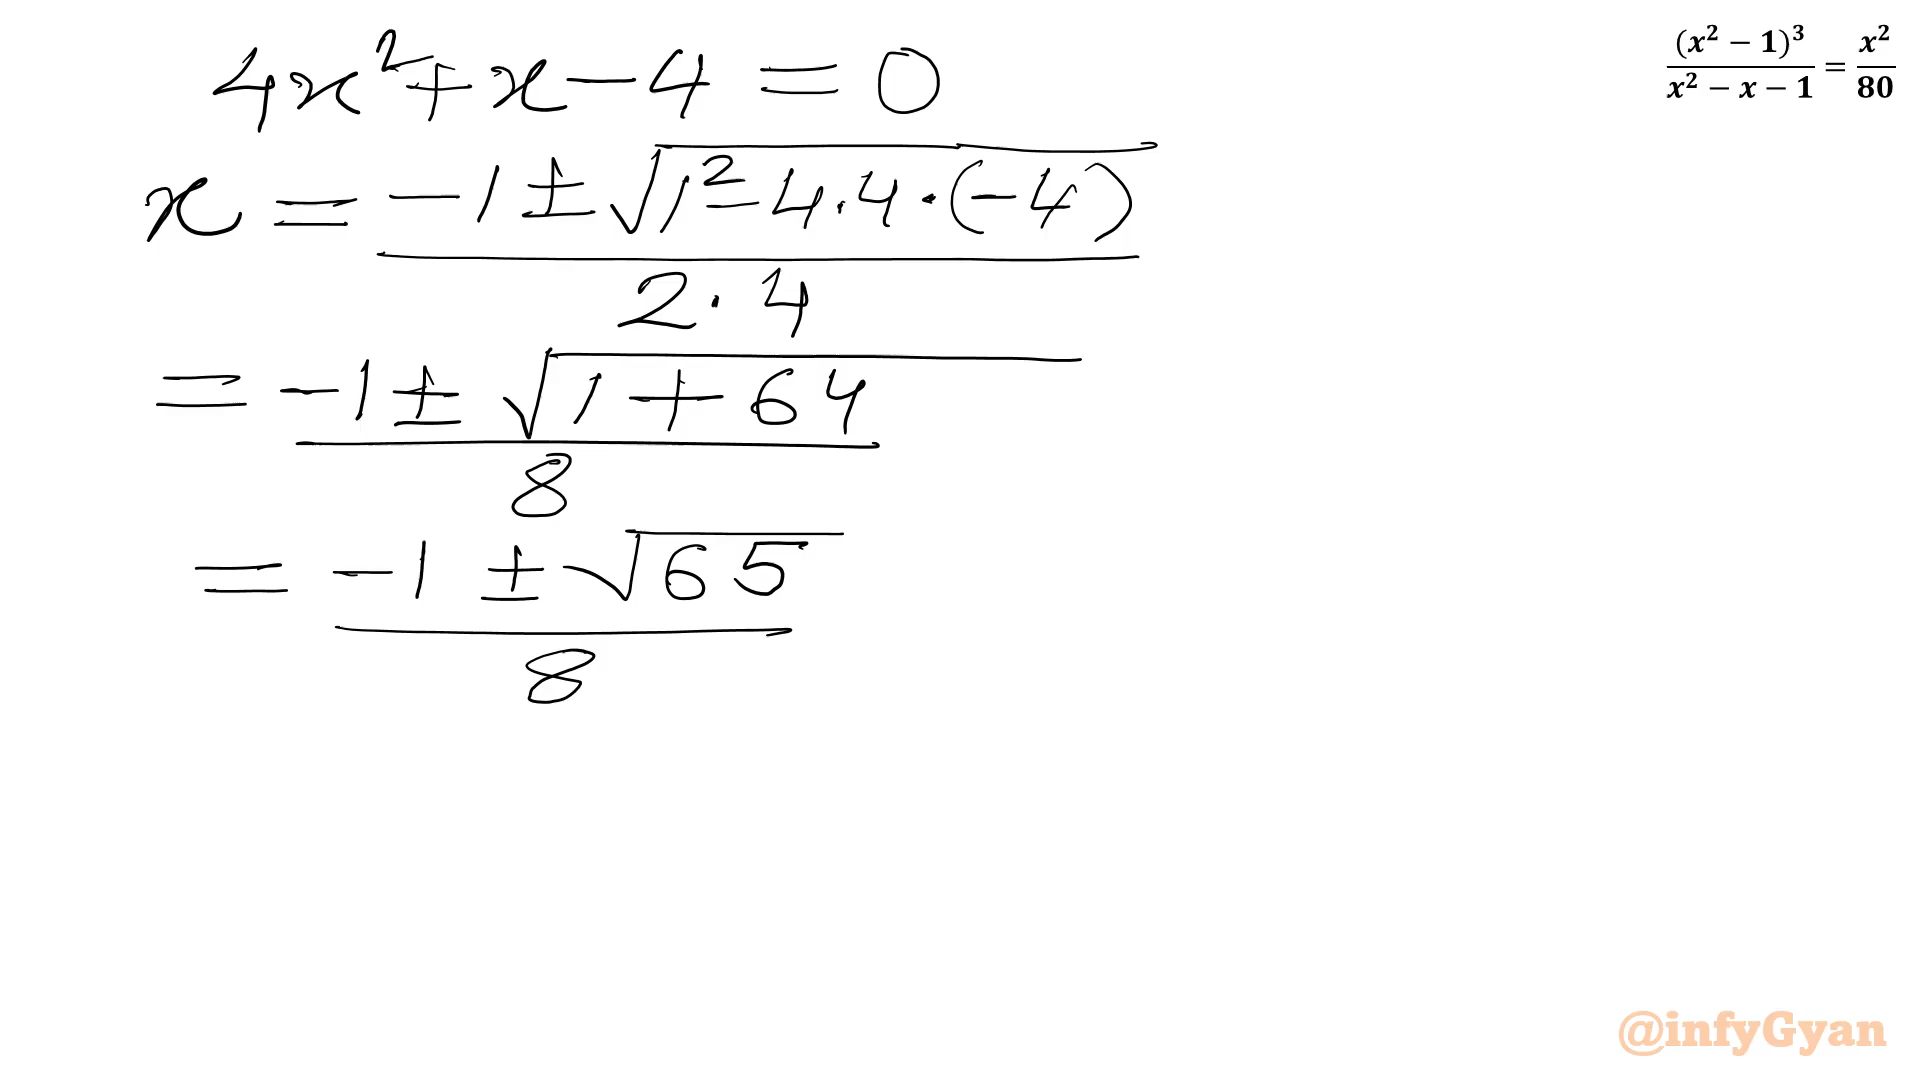 4x² + x - 4 = 0
x = (-1 ± √(1² - 4.4.(-4))) / (2.4)
= (-1 ± √(1 + 64)) / 8
= (-1 ± √65) / 8
(x² - 1)³ / (x² - x - 1) = x² / 80
@infyGyan